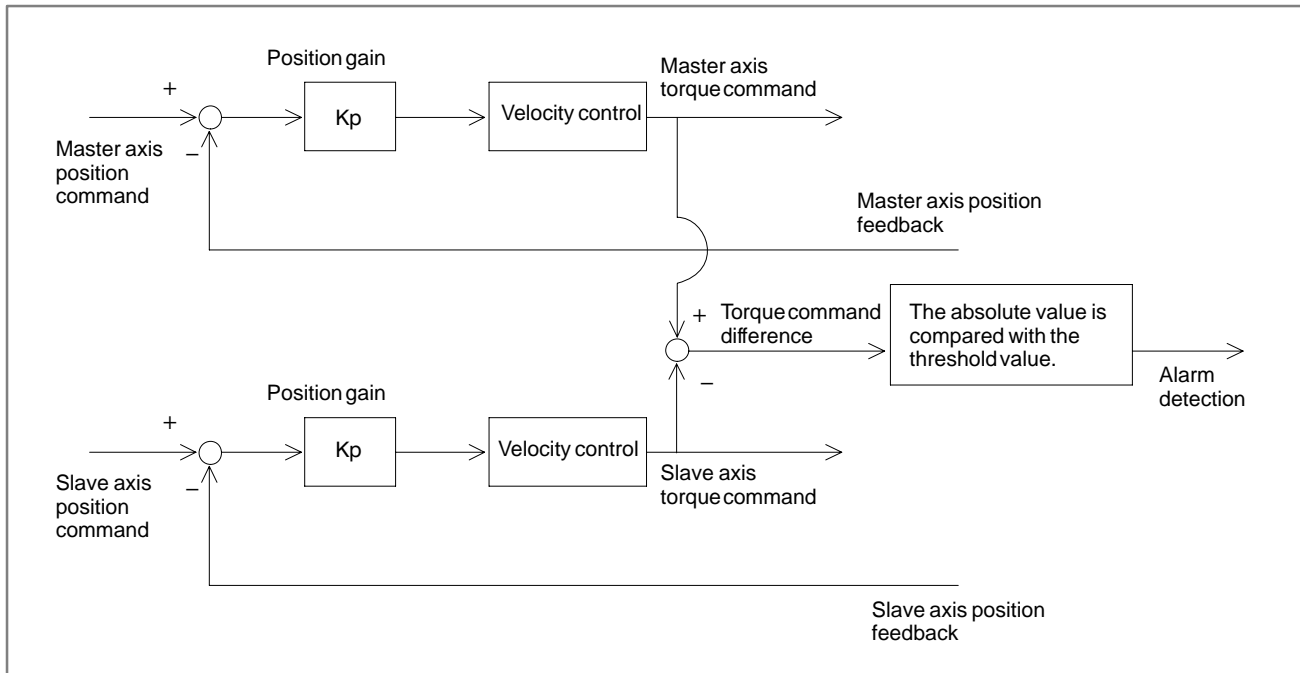 Position gain
Master axis
torque command
+
Kp
Velocity control
Master axis
position
command
−
Master axis position
feedback
+
Torque command
difference
The absolute value is
compared with the
threshold value.
−
Alarm
detection
Position gain
+
Kp
Velocity control
Slave axis
position
command
−
Slave axis
torque command
Slave axis position
feedback